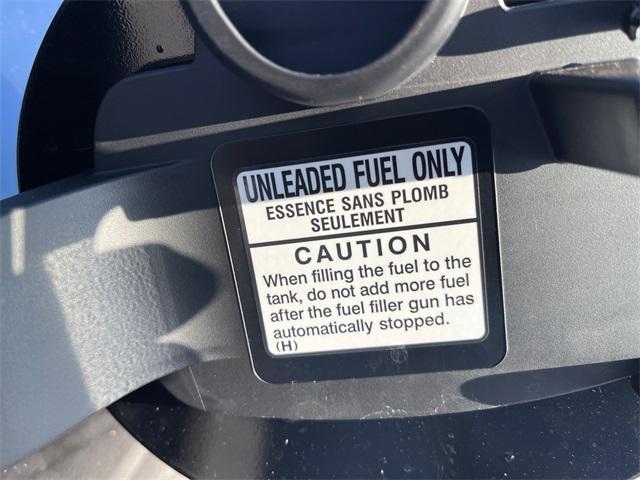 UNLEADED FUEL ONLY
ESSENCE SANS PLOMB
SEULEMENT
CAUTION
When filling the fuel to the
tank, do not add more fuel
after the fuel filler gun has
automatically stopped.
(H)